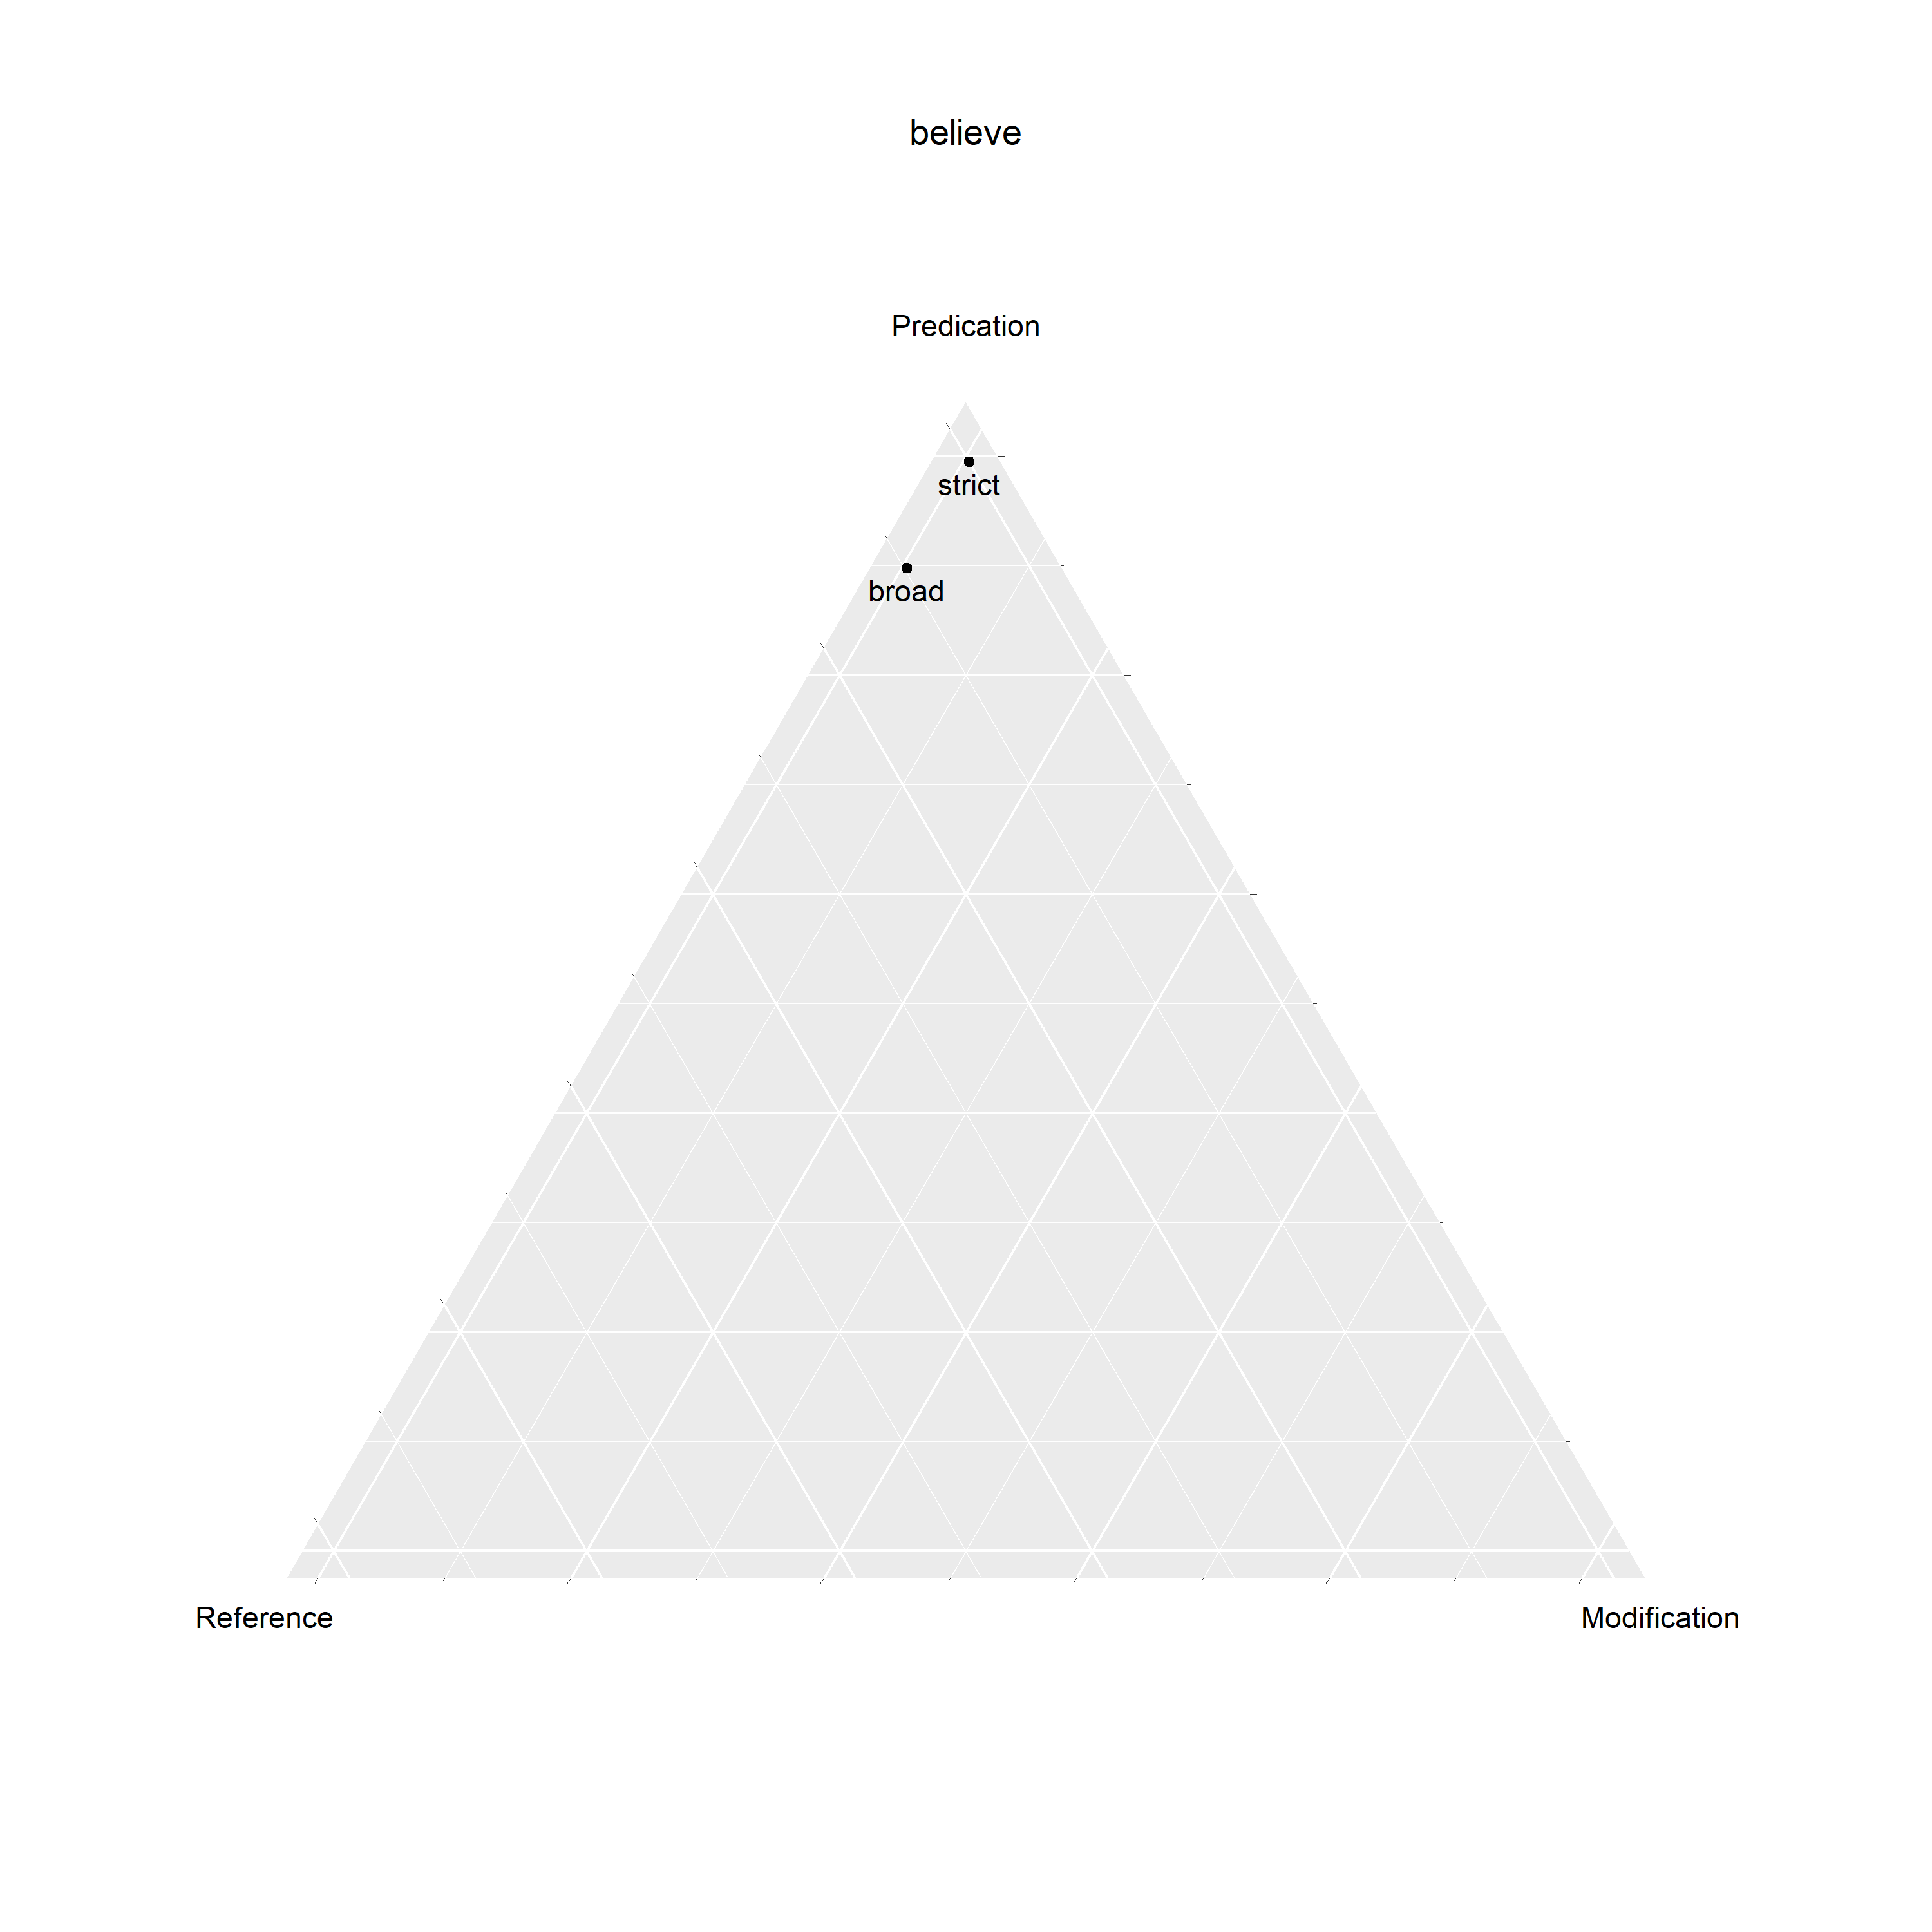 believe
Predication
strict
broad
Reference
Modification